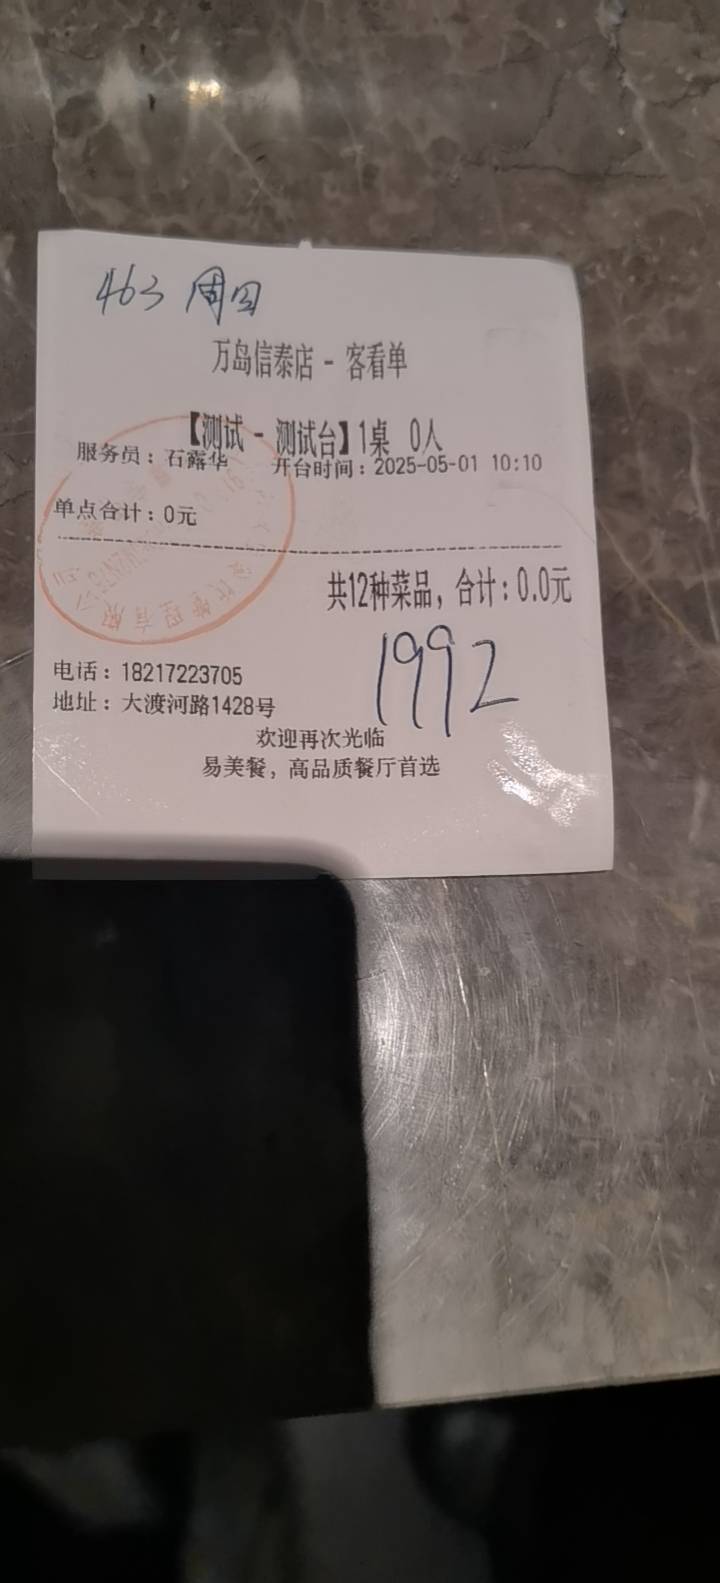 463 周四
万岛信泰店 - 客看单
【测试 - 测试台】1桌 0人
服务员：石露华 开台时间：2025-05-01 10:10
单点合计：0元
共12种菜品，合计：0.0元
1992
电话：18217223705
地址：大渡河路1428号
欢迎再次光临
易美餐，高品质餐厅首选